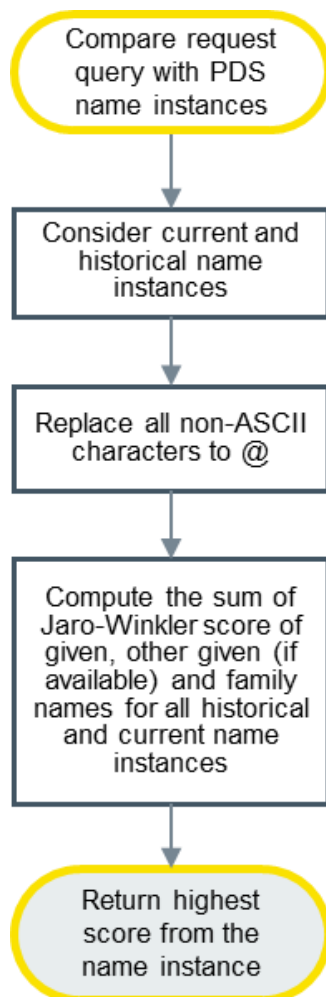 Compare request
query with PDS
name instances
Consider current and
historical name
instances
Replace all non-ASCII
characters to @
Compute the sum of
Jaro-Winkler score of
given, other given (if
available) and family
names for all historical
and current name
instances
Return highest
score from the
name instance